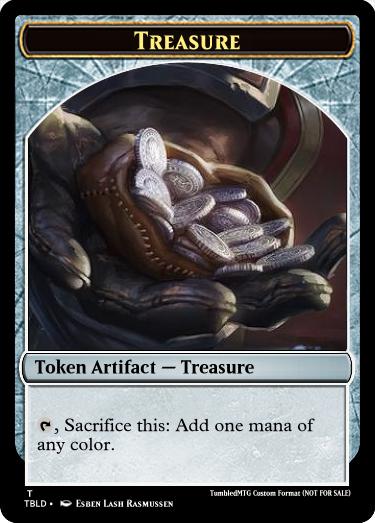 TREASURE
Token Artifact — Treasure
, Sacrifice this: Add one mana of
any color.
T
TBLD • ESBEN LASH RASMUSSEN
TumbledMTG Custom Format (NOT FOR SALE)